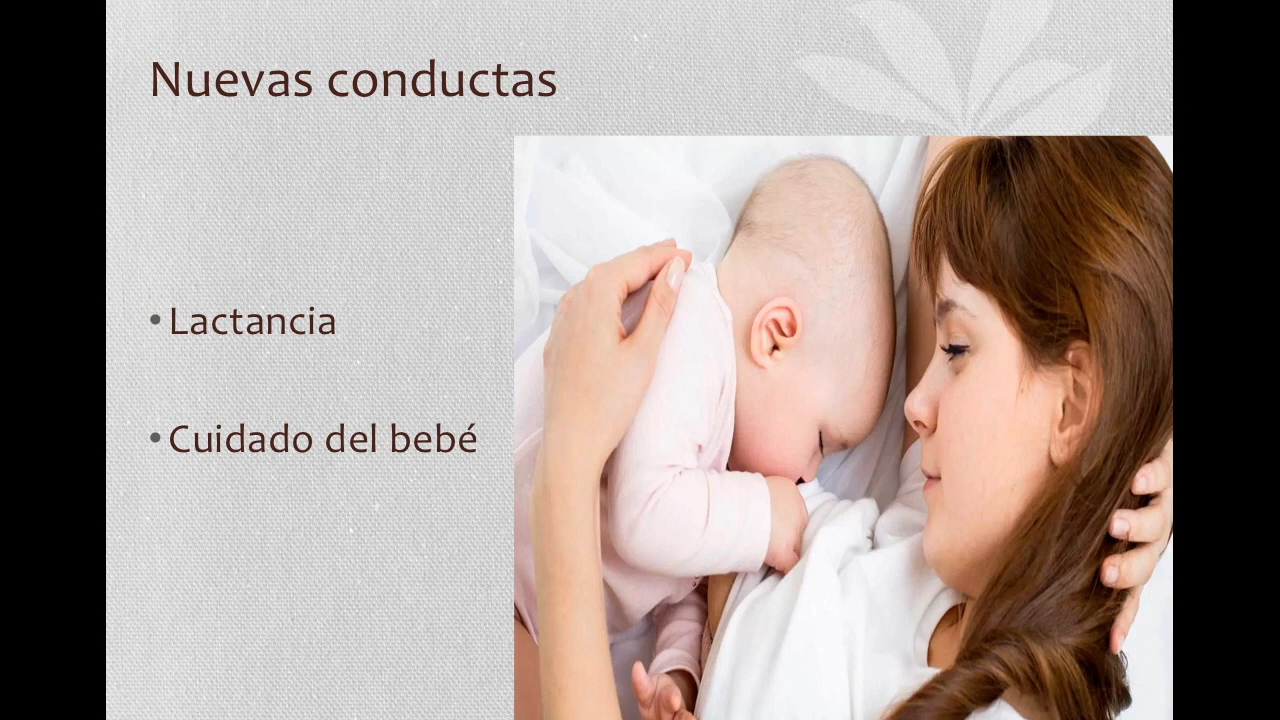 Nuevas conductas
• Lactancia
• Cuidado del bebé